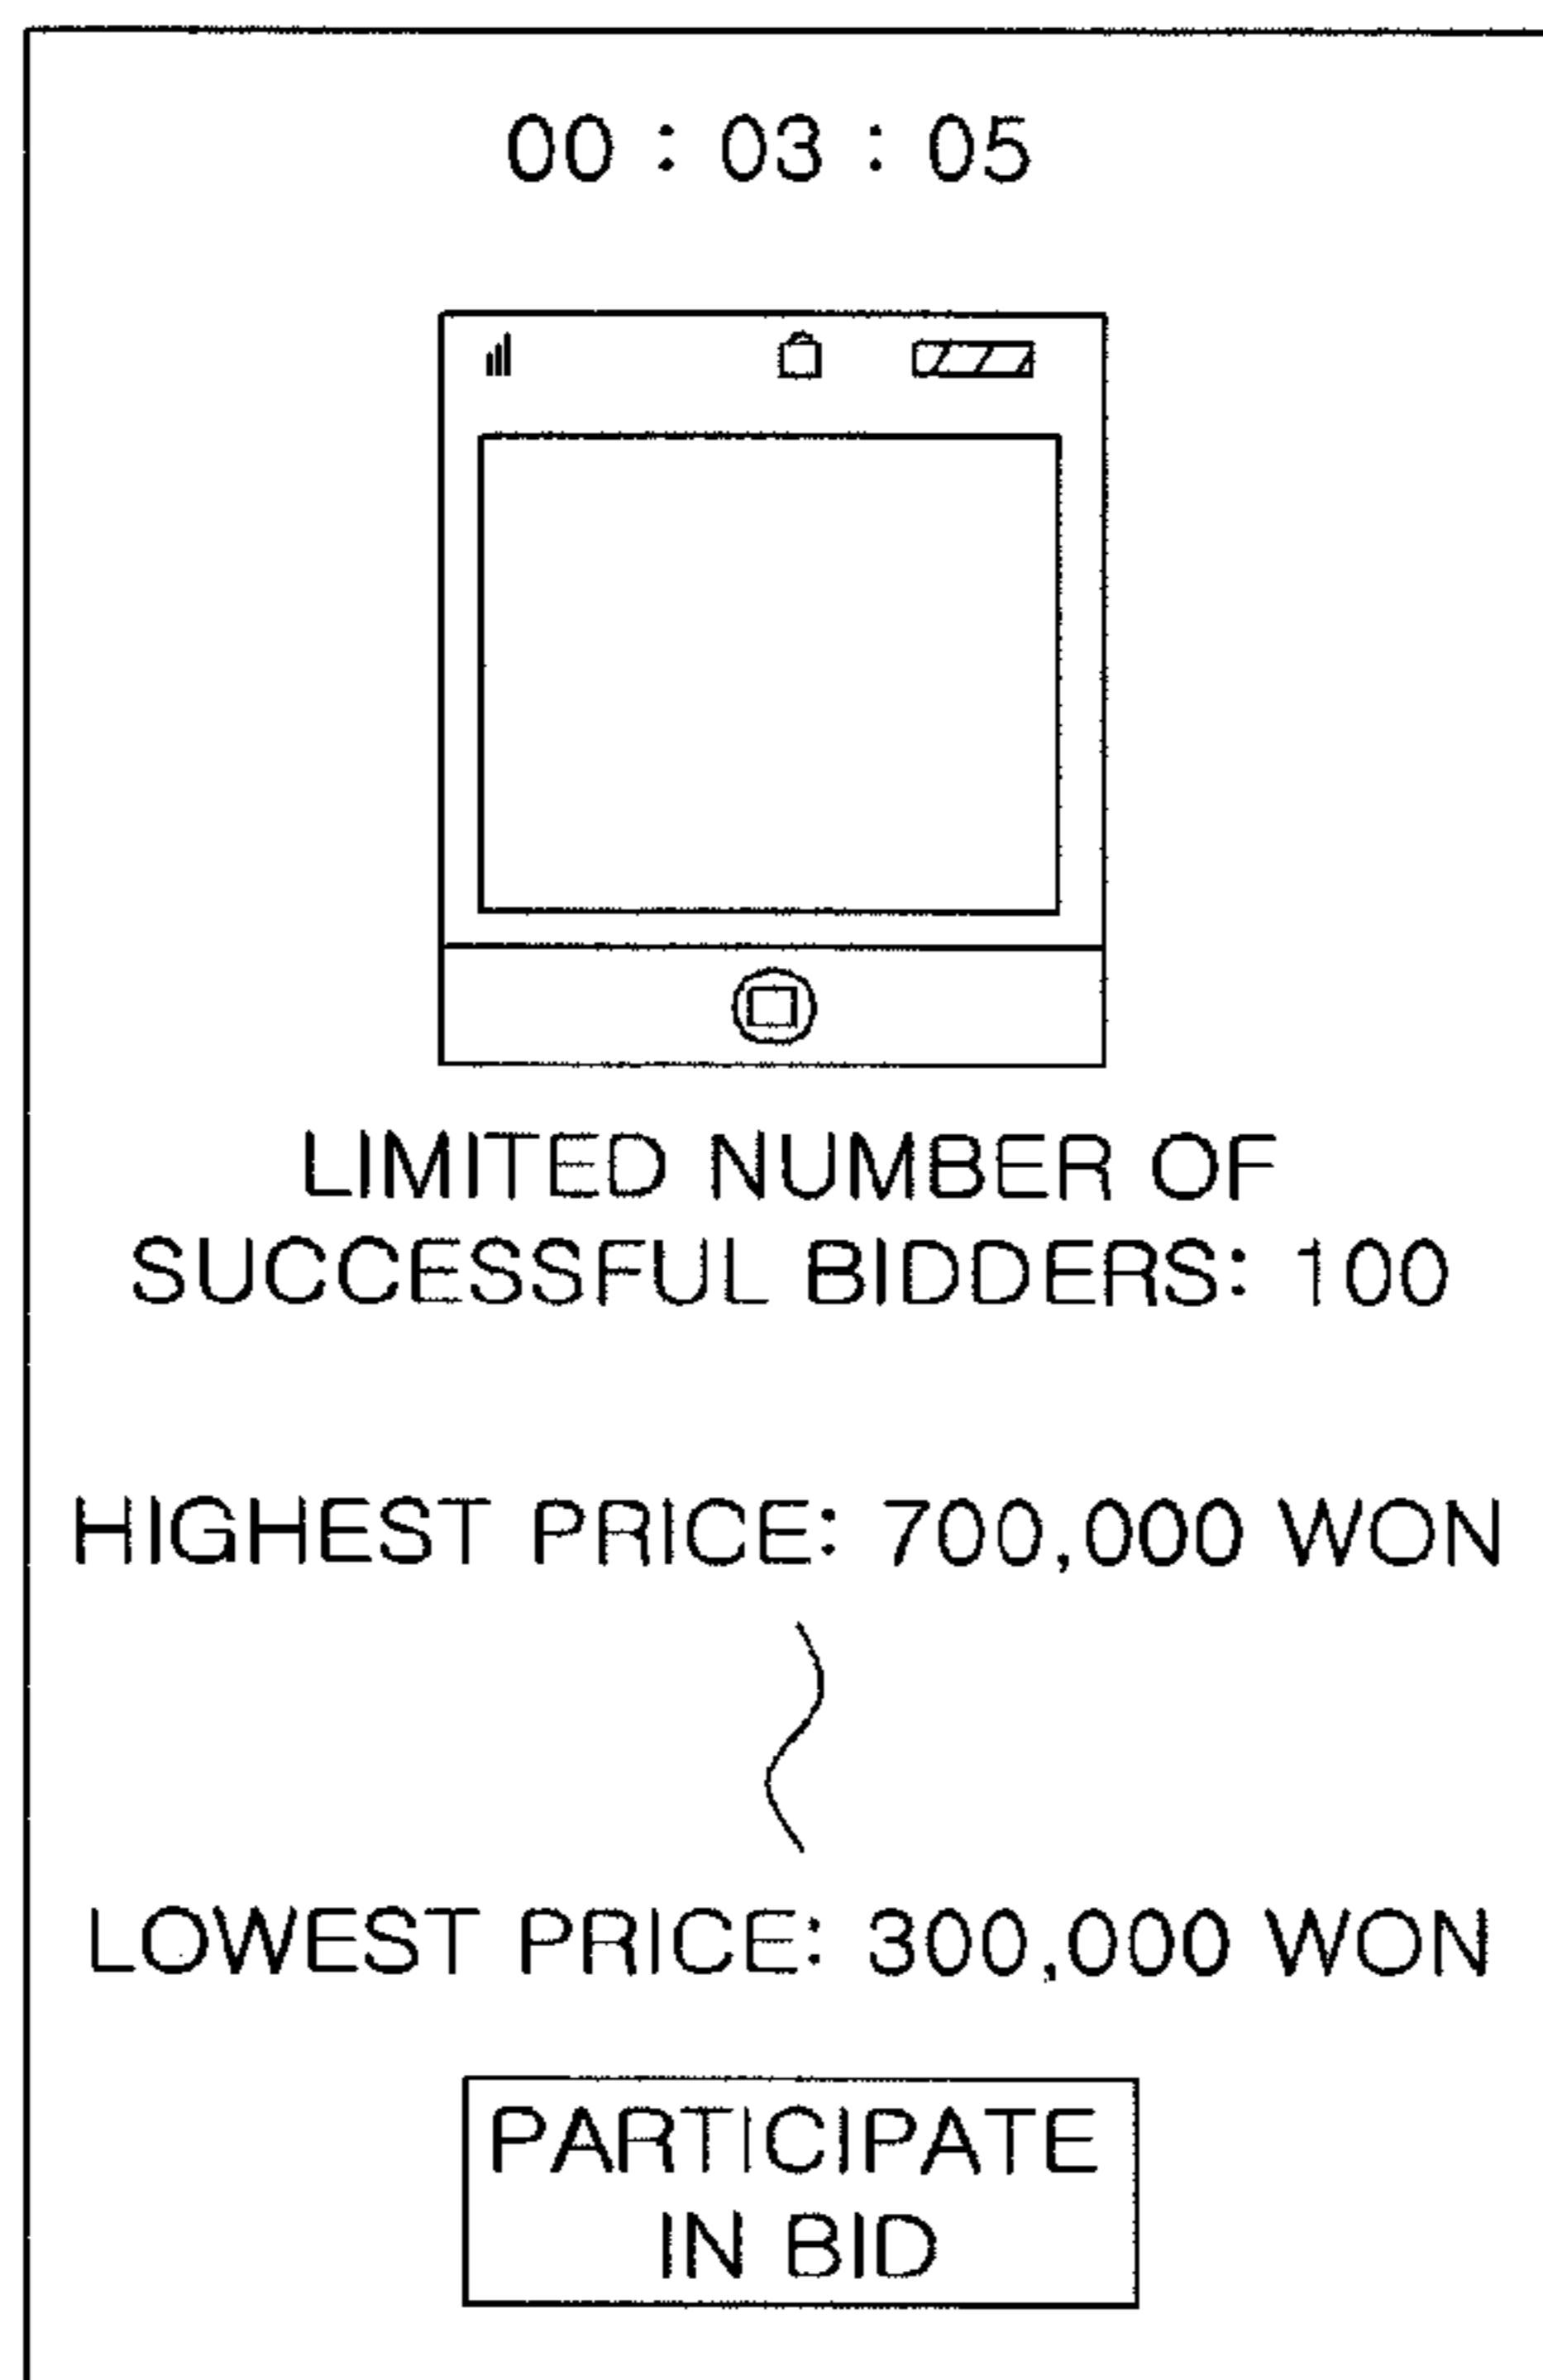 00 : 03 : 05
LIMITED NUMBER OF
SUCCESSFUL BIDDERS: 100
HIGHEST PRICE: 700,000 WON
LOWEST PRICE: 300,000 WON
PARTICIPATE
IN BID